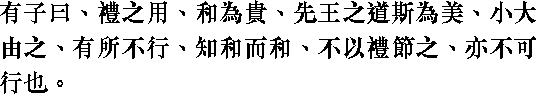 有子曰、禮之用、和為貴、先王之道斯為美、小大
由之、有所不行、知和而和、不以禮節之、亦不可
行也。